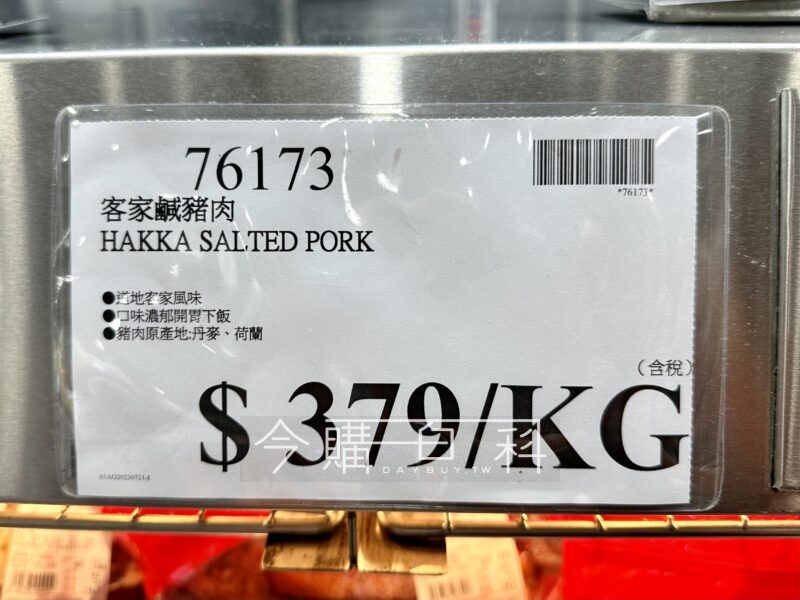 76173
*76173*
客家鹹豬肉
HAKKA SALTED PORK
●道地客家風味
●口味濃郁開胃下飯
●豬肉原產地:丹麥、荷蘭
(含稅)
$ 379/KG
今購百科
DAYBUY.TW